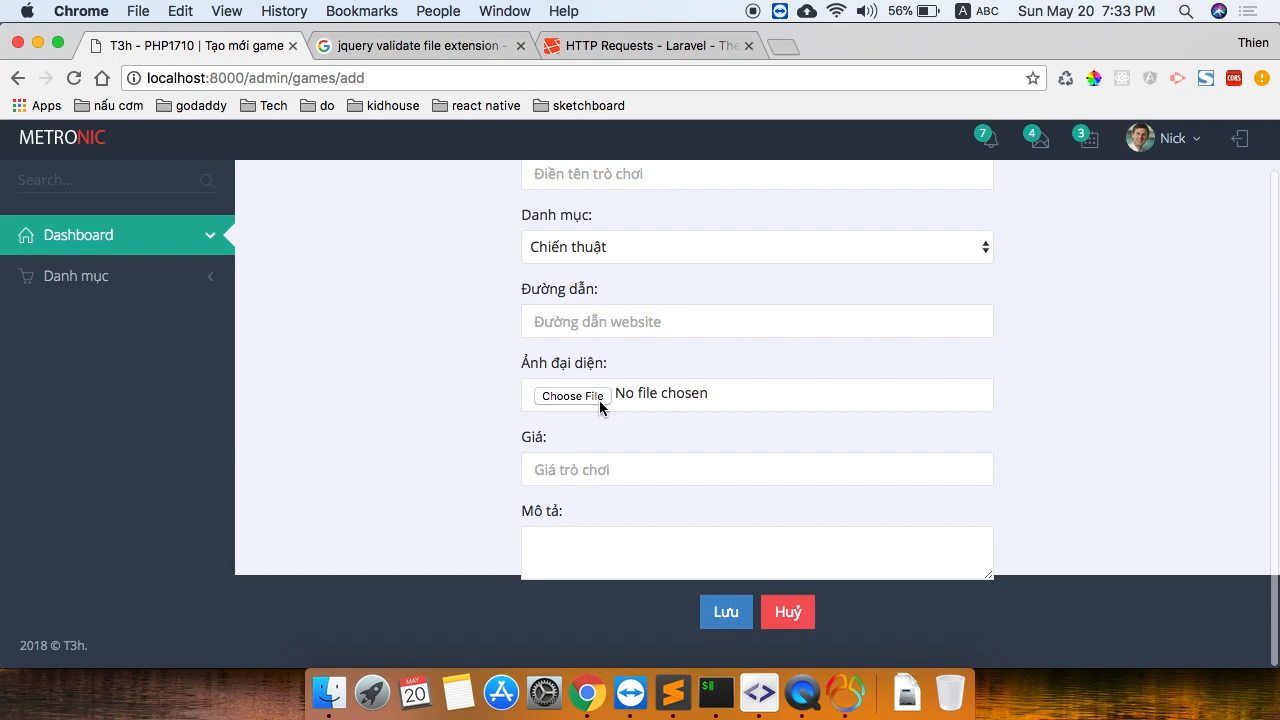 Chrome File Edit View History Bookmarks People Window Help 56% A ABC Sun May 20 7:33 PM
T3h - PHP1710 | Tạo mới game jquery validate file extension - HTTP Requests - Laravel - The Thien
localhost:8000/admin/games/add CORS
Apps nấu cơm godaddy Tech do kidhouse react native sketchboard
METRONIC 7 4 3 Nick
Search...
Điền tên trò chơi
Danh mục:
Dashboard
Chiến thuật
Danh mục
Đường dẫn:
Đường dẫn website
Ảnh đại diện:
Choose File No file chosen
Giá:
Giá trò chơi
Mô tả:
Lưu Huỷ
2018 © T3h.
MAY
20